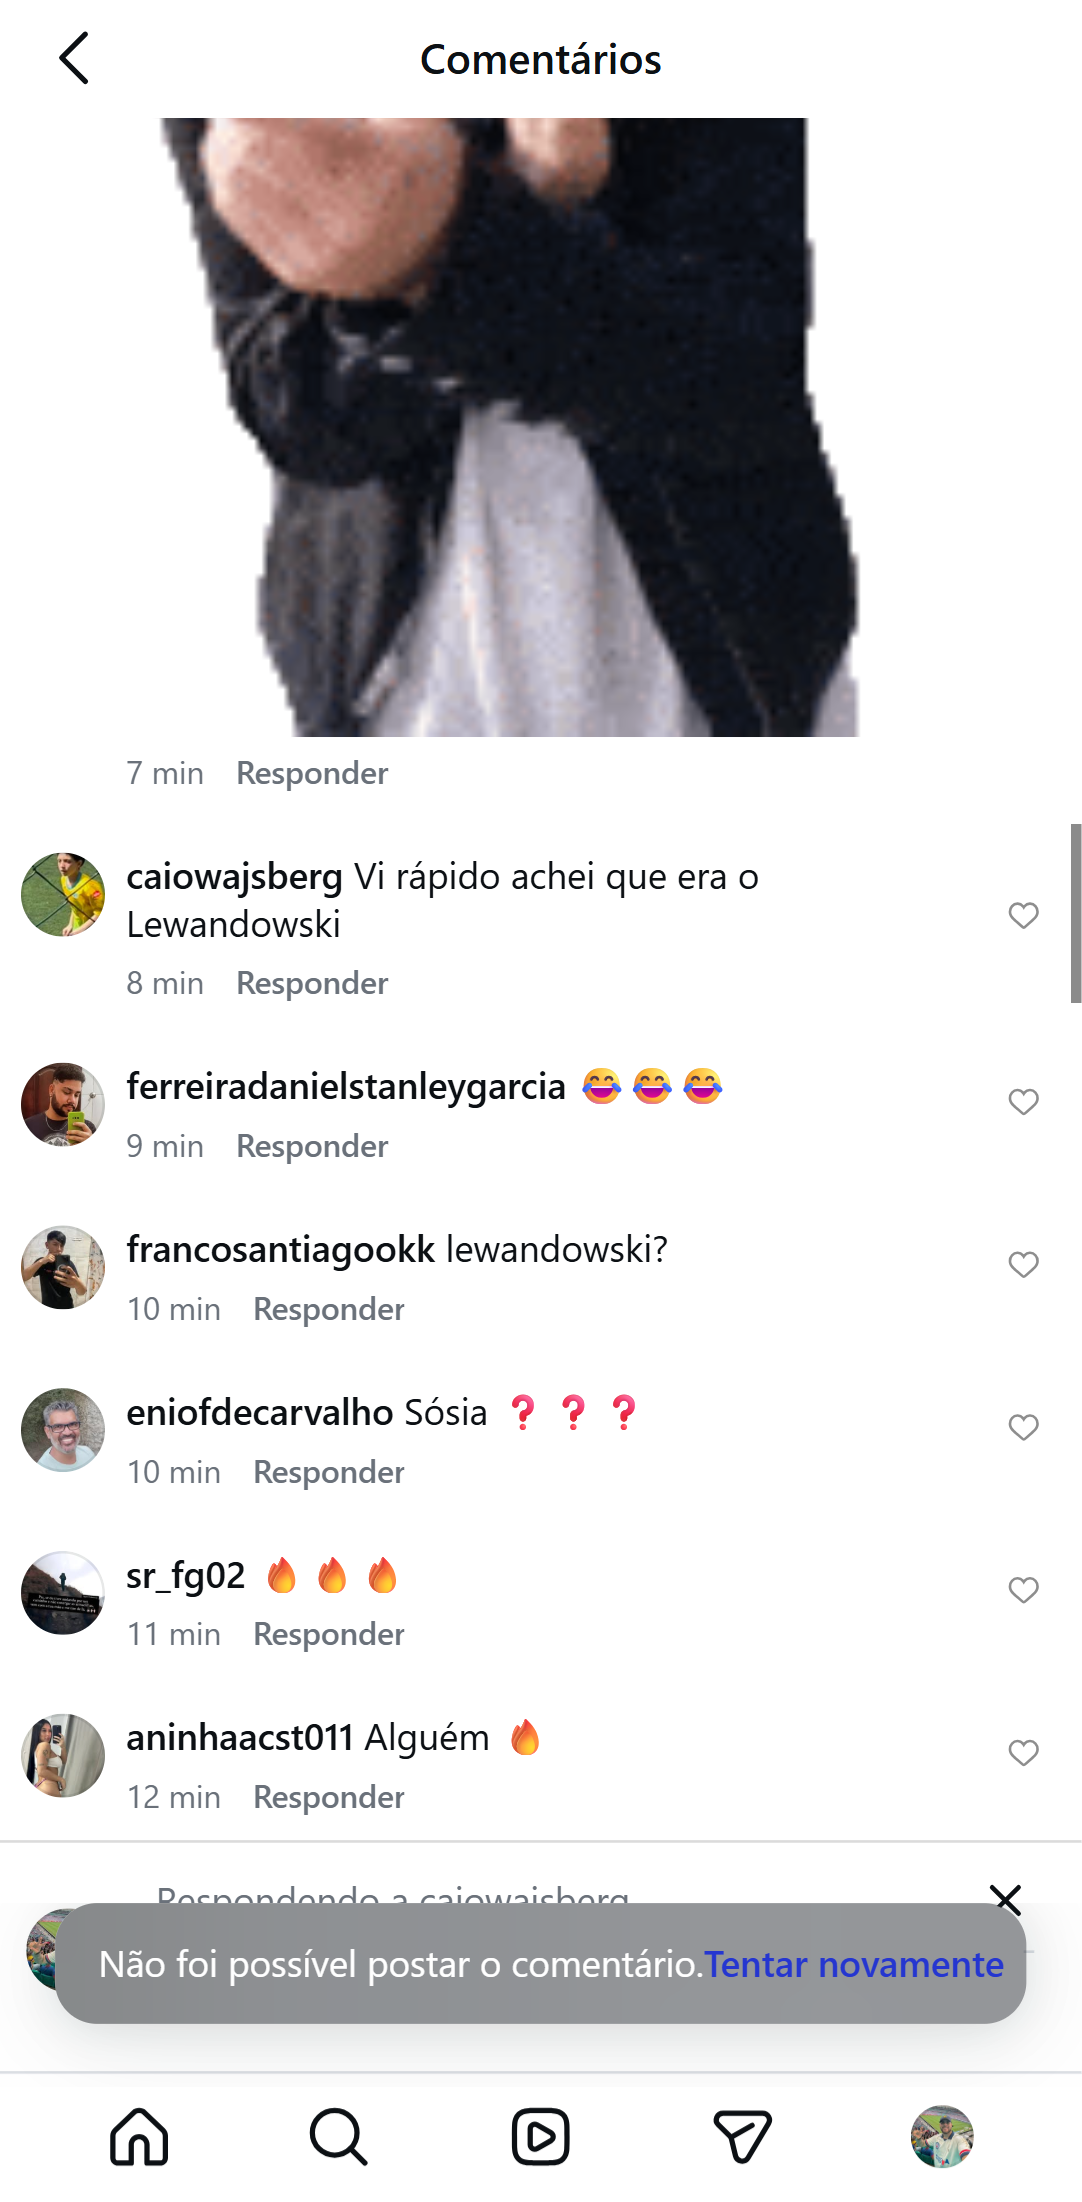 Comentários
7 min Responder
caiowajsberg Vi rápido achei que era o
Lewandowski
8 min Responder
ferreiradanielstanleygarcia 😂😂😂
9 min Responder
francosantiagookk lewandowski?
10 min Responder
eniofdecarvalho Sósia ❓❓❓
10 min Responder
sr_fg02 🔥🔥🔥
11 min Responder
aninhaacst011 Alguém 🔥
12 min Responder
Respondendo a caiowajsberg
Não foi possível postar o comentário.Tentar novamente